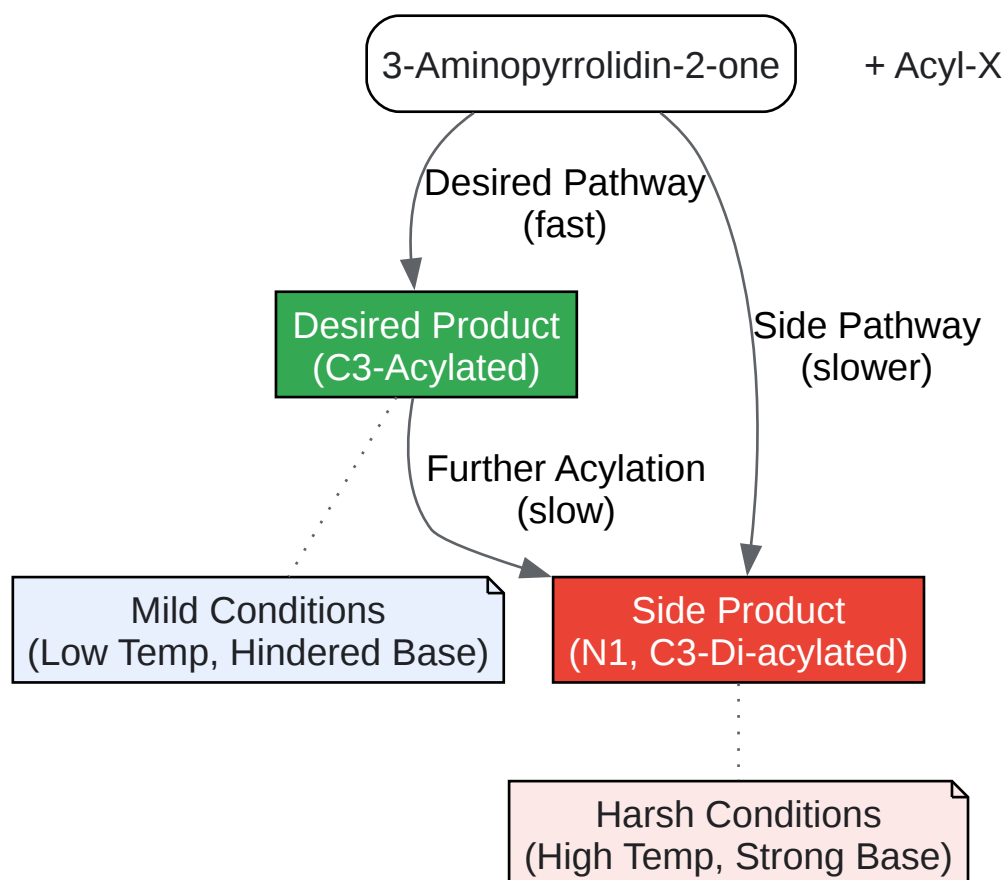 3-Aminopyrrolidin-2-one
+ Acyl-X
Desired Pathway
(fast)
Desired Product
(C3-Acylated)
Side Pathway
(slower)
Further Acylation
(slow)
Mild Conditions
(Low Temp, Hindered Base)
Side Product
(N1, C3-Di-acylated)
Harsh Conditions
(High Temp, Strong Base)